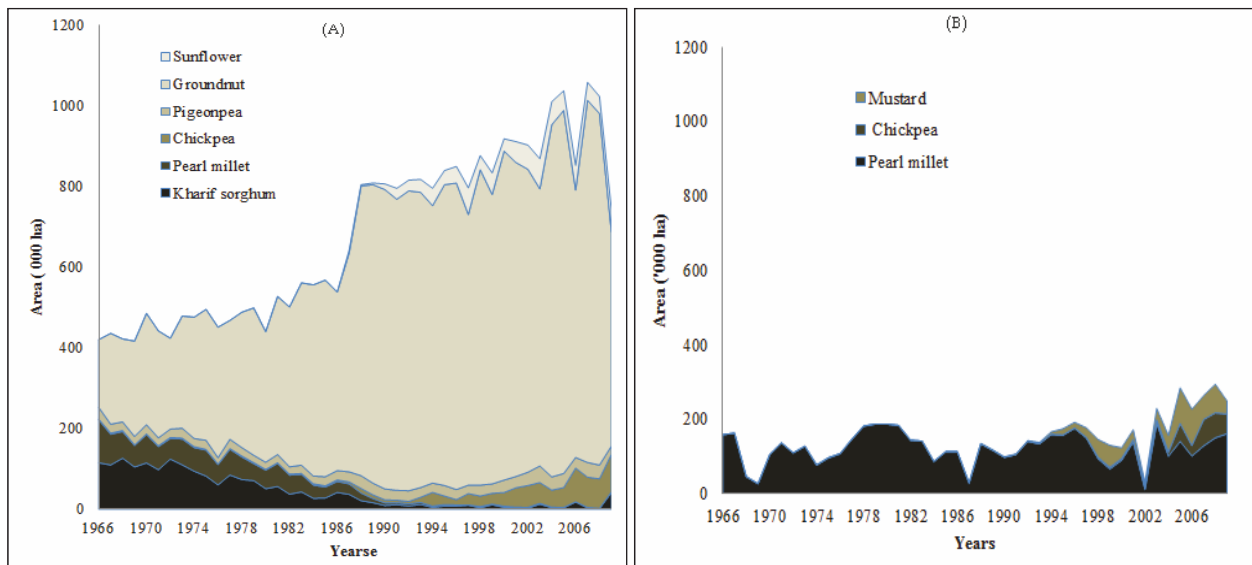 (A)
1200
1000
800
600
400
200
0
Area ( 000 ha)
Sunflower
Groundnut
Pigeonpea
Chickpea
Pearl millet
Kharif sorghum
1966 1970 1974 1978 1982 1986 1990 1994 1998 2002 2006
Yearse
(B)
1200
1000
800
600
400
200
0
Area ('000 ha)
Mustard
Chickpea
Pearl millet
1966 1970 1974 1978 1982 1986 1990 1994 1998 2002 2006
Years